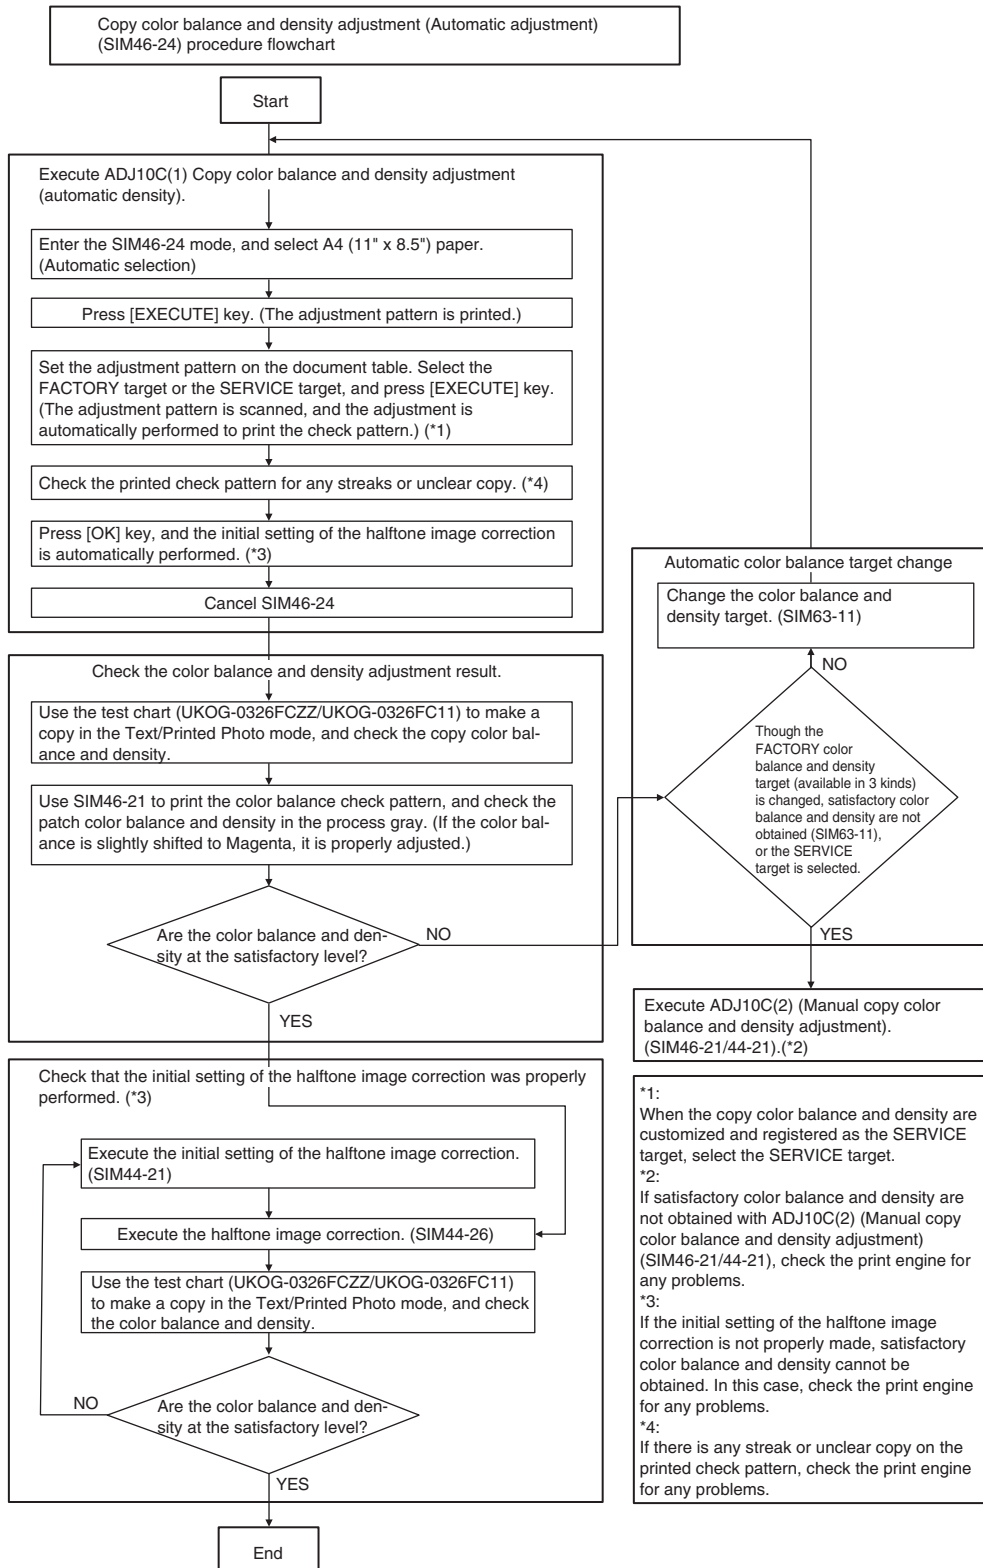 Copy color balance and density adjustment (Automatic adjustment)
(SIM46-24) procedure flowchart
Start
Execute ADJ10C(1) Copy color balance and density adjustment
(automatic density).
Enter the SIM46-24 mode, and select A4 (11" x 8.5") paper.
(Automatic selection)
Press [EXECUTE] key. (The adjustment pattern is printed.)
Set the adjustment pattern on the document table. Select the
FACTORY target or the SERVICE target, and press [EXECUTE] key.
(The adjustment pattern is scanned, and the adjustment is
automatically performed to print the check pattern.) (*1)
Check the printed check pattern for any streaks or unclear copy. (*4)
Press [OK] key, and the initial setting of the halftone image correction
is automatically performed. (*3)
Cancel SIM46-24
Check the color balance and density adjustment result.
Use the test chart (UKOG-0326FCZZ/UKOG-0326FC11) to make a
copy in the Text/Printed Photo mode, and check the copy color bal-
ance and density.
Use SIM46-21 to print the color balance check pattern, and check the
patch color balance and density in the process gray. (If the color bal-
ance is slightly shifted to Magenta, it is properly adjusted.)
Are the color balance and den-
sity at the satisfactory level?
NO
YES
Automatic color balance target change
Change the color balance and
density target. (SIM63-11)
NO
Though the
FACTORY color
balance and density
target (available in 3 kinds)
is changed, satisfactory color
balance and density are not
obtained (SIM63-11),
or the SERVICE
target is selected.
YES
Execute ADJ10C(2) (Manual copy color
balance and density adjustment).
(SIM46-21/44-21).(*2)
Check that the initial setting of the halftone image correction was properly
performed. (*3)
Execute the initial setting of the halftone image correction.
(SIM44-21)
Execute the halftone image correction. (SIM44-26)
Use the test chart (UKOG-0326FCZZ/UKOG-0326FC11)
to make a copy in the Text/Printed Photo mode, and check
the color balance and density.
NO
Are the color balance and den-
sity at the satisfactory level?
YES
End
*1:
When the copy color balance and density are
customized and registered as the SERVICE
target, select the SERVICE target.
*2:
If satisfactory color balance and density are
not obtained with ADJ10C(2) (Manual copy
color balance and density adjustment)
(SIM46-21/44-21), check the print engine for
any problems.
*3:
If the initial setting of the halftone image
correction is not properly made, satisfactory
color balance and density cannot be
obtained. In this case, check the print engine
for any problems.
*4:
If there is any streak or unclear copy on the
printed check pattern, check the print engine
for any problems.